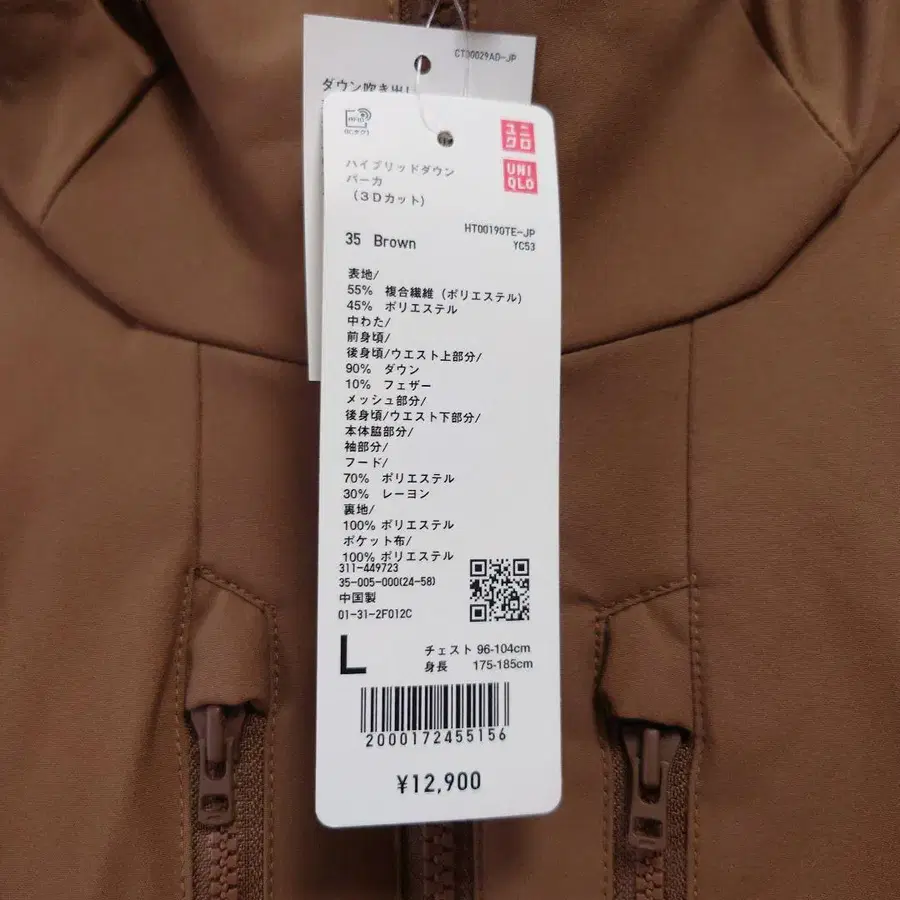 CT00029AD-JP
ダウン吹き出し
ユニ
クロ
UNI
QLO
ハイブリッドダウン
パーカ
(3Dカット)
HT00190TE-JP
35 Brown
YC53
表地/
55% 複合繊維(ポリエステル)
45% ポリエステル
中わた/
前身頃/
後身頃/ウエスト上部分/
90% ダウン
10% フェザー
メッシュ部分/
後身頃/ウエスト下部分/
本体脇部分/
袖部分/
フード/
70% ポリエステル
30% レーヨン
裏地/
100% ポリエステル
ポケット布/
100% ポリエステル
311-449723
35-005-000(24-58)
中国製
01-31-2F012C
L
チェスト 96-104cm
身長 175-185cm
2000172455156
¥12,900